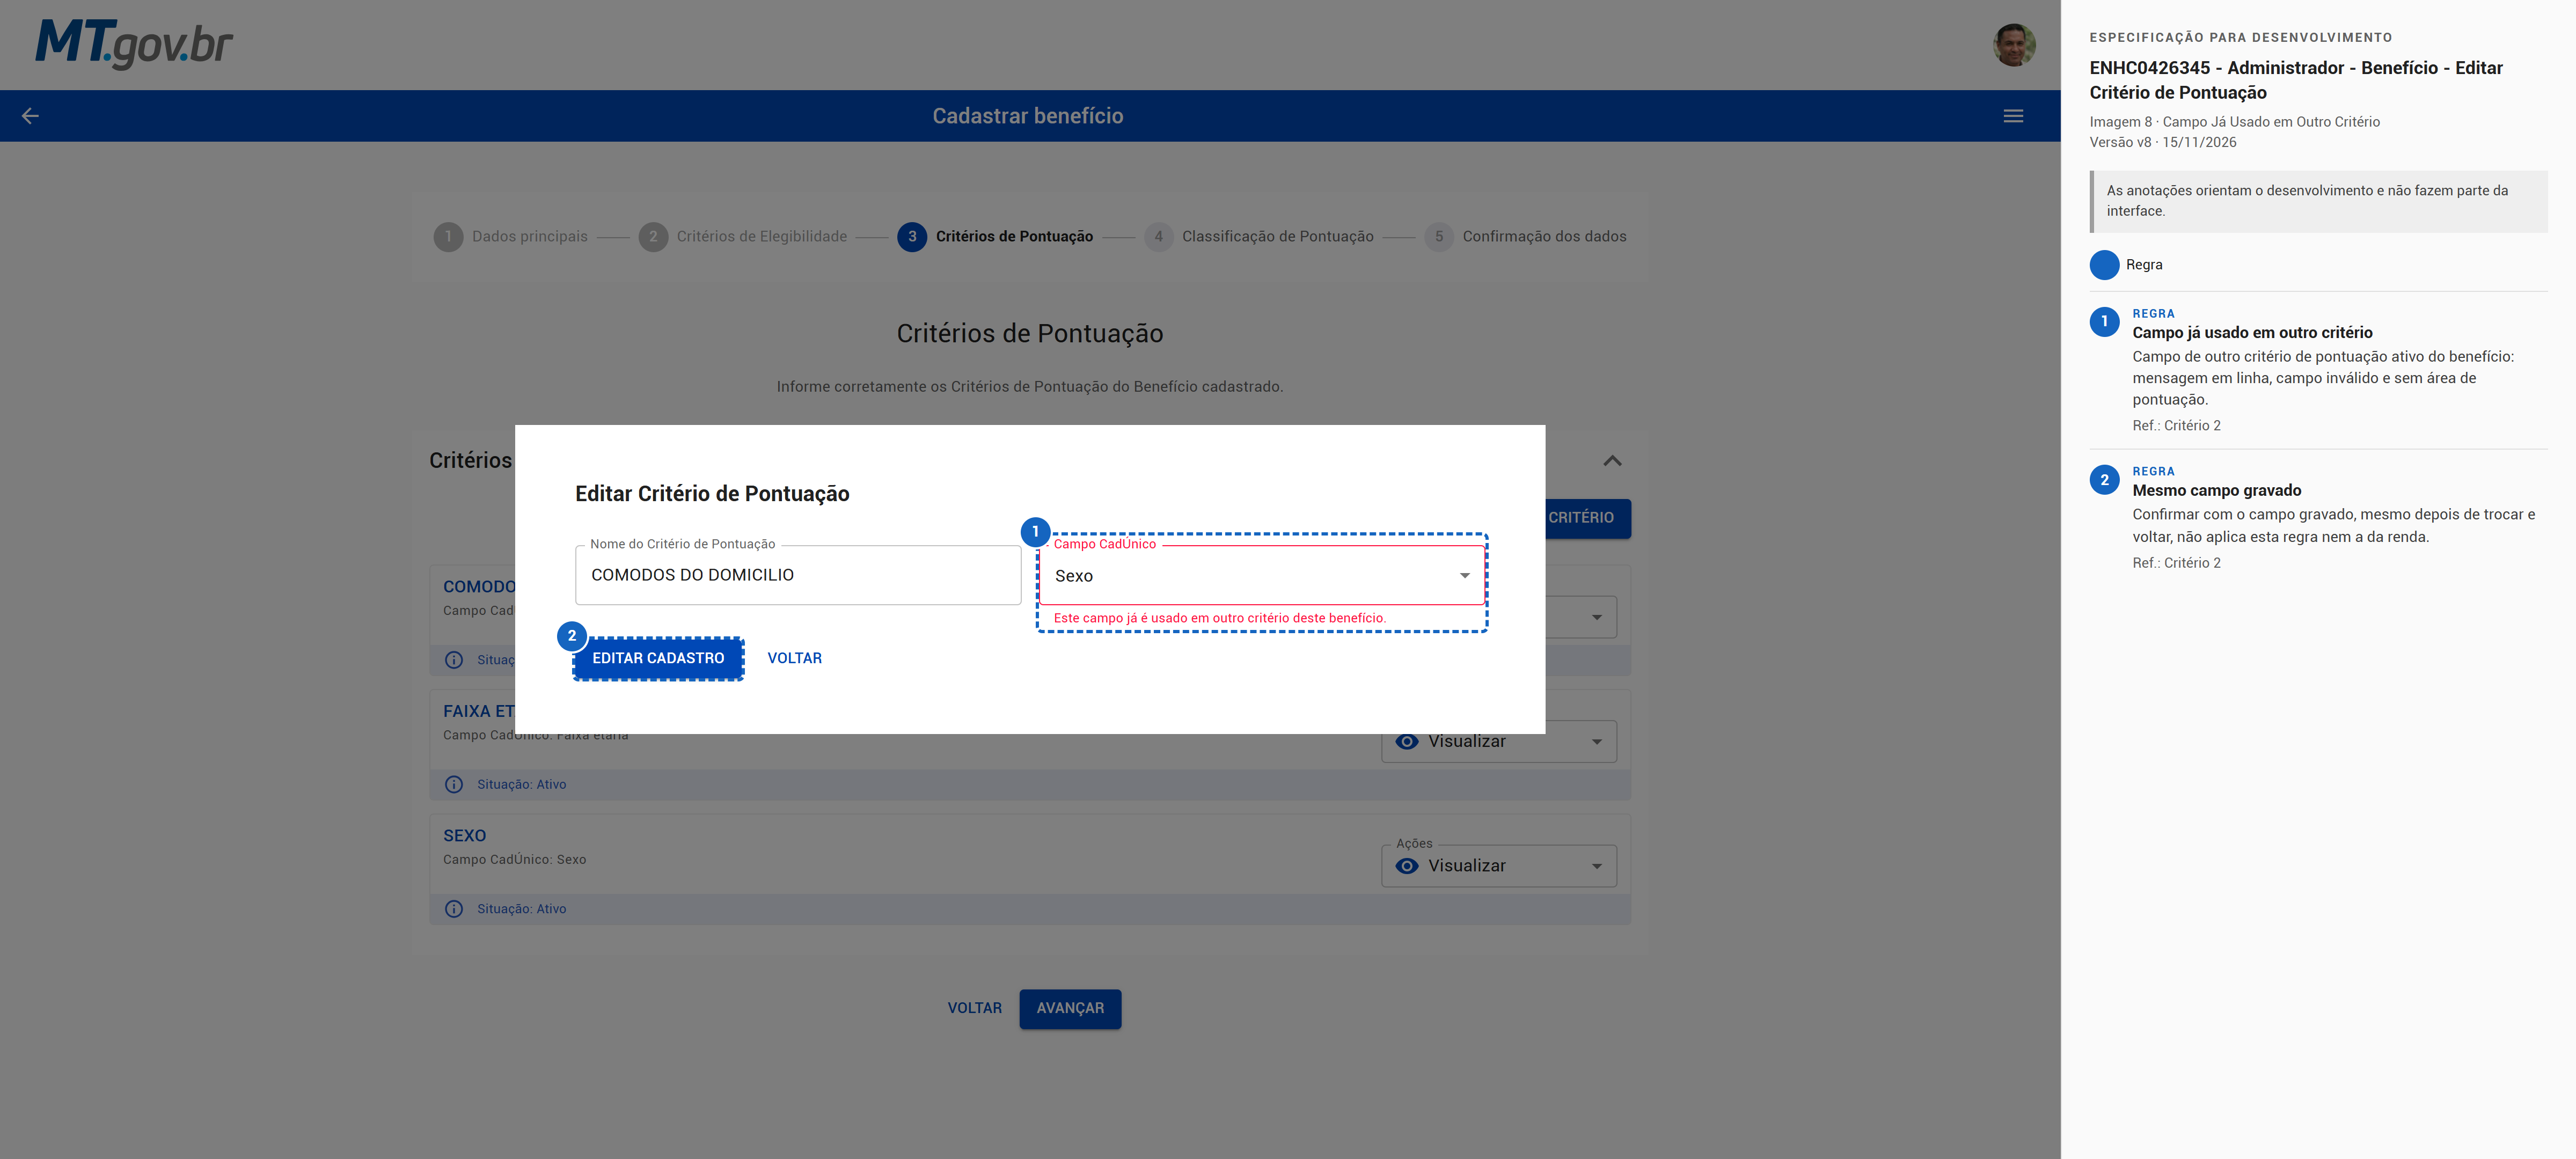 MT.gov.br
Cadastrar benefício
1 Dados principais
2 Critérios de Elegibilidade
3 Critérios de Pontuação
4 Classificação de Pontuação
5 Confirmação dos dados
Critérios de Pontuação
Informe corretamente os Critérios de Pontuação do Benefício cadastrado.
Critérios
CRITÉRIO
Editar Critério de Pontuação
Nome do Critério de Pontuação
COMODOS DO DOMICILIO
1
Campo CadÚnico
Sexo
Este campo já é usado em outro critério deste benefício.
2
EDITAR CADASTRO
VOLTAR
COMODO
Campo Cad
Situaç
FAIXA ET
Campo CadÚnico: Faixa etária
Visualizar
Situação: Ativo
SEXO
Campo CadÚnico: Sexo
Ações
Visualizar
Situação: Ativo
VOLTAR
AVANÇAR
ESPECIFICAÇÃO PARA DESENVOLVIMENTO
ENHC0426345 - Administrador - Benefício - Editar
Critério de Pontuação
Imagem 8 · Campo Já Usado em Outro Critério
Versão v8 · 15/11/2026
As anotações orientam o desenvolvimento e não fazem parte da
interface.
Regra
1
REGRA
Campo já usado em outro critério
Campo de outro critério de pontuação ativo do benefício:
mensagem em linha, campo inválido e sem área de
pontuação.
Ref.: Critério 2
2
REGRA
Mesmo campo gravado
Confirmar com o campo gravado, mesmo depois de trocar e
voltar, não aplica esta regra nem a da renda.
Ref.: Critério 2